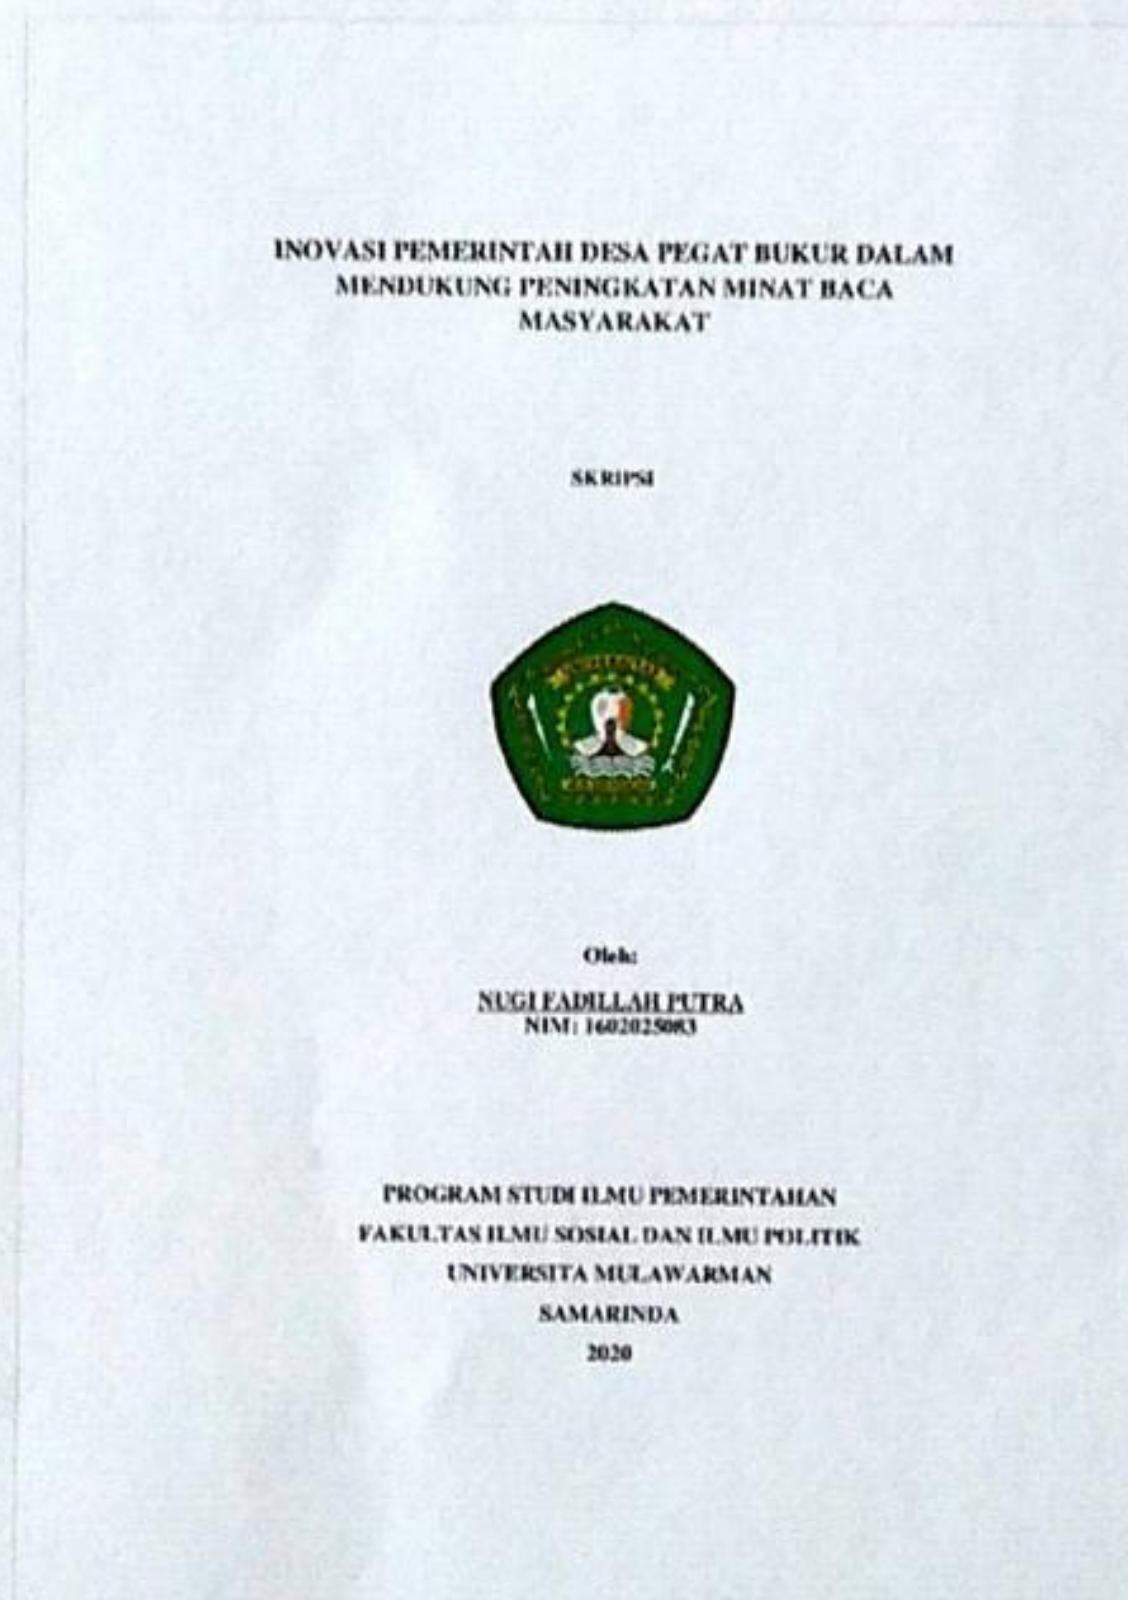 INOVASI PEMERINTAH DESA PEGAT BUKUR DALAM
MENDUKUNG PENINGKATAN MINAT BACA
MASYARAKAT
SKRIPSI
Oleh:
NUGI FADILLAH PUTRA
NIM: 1602025083
PROGRAM STUDI ILMU PEMERINTAHAN
FAKULTAS ILMU SOSIAL DAN ILMU POLITIK
UNIVERSITA MULAWARMAN
SAMARINDA
2020